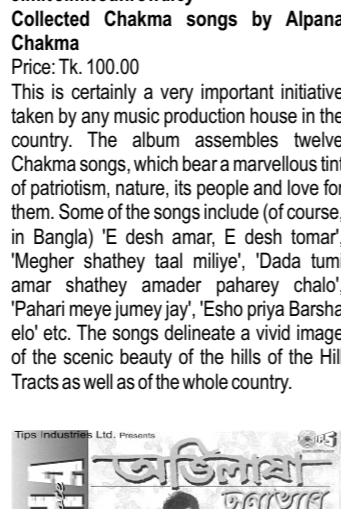 Collected Chakma songs by Alpana
Chakma
Price: Tk. 100.00
This is certainly a very important initiative
taken by any music production house in the
country. The album assembles twelve
Chakma songs, which bear a marvellous tint
of patriotism, nature, its people and love for
them. Some of the songs include (of course,
in Bangla) 'E desh amar, E desh tomar',
'Megher shathey taal miliye', 'Dada tumi
amar shathey amader paharey chalo',
'Pahari meye jumey jay', 'Esho priya Barsha
elo' etc. The songs delineate a vivid image
of the scenic beauty of the hills of the Hill
Tracts as well as of the whole country.
Tips Industries Ltd. Presents
TIPS
অভিলাষা